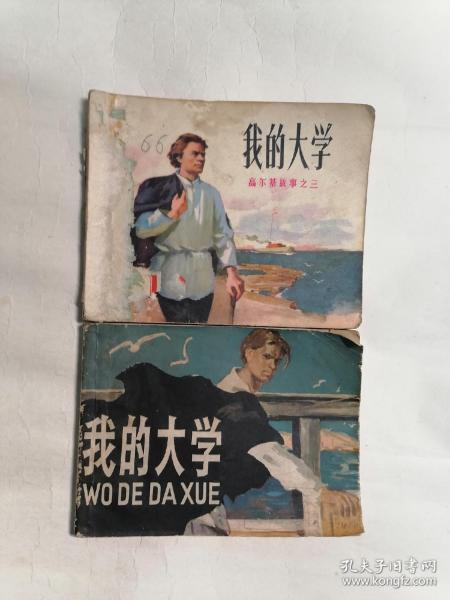 66
我的大学
高尔基故事之三
我的大学
WO DE DA XUE
孔夫子旧书网
www.kongfz.com